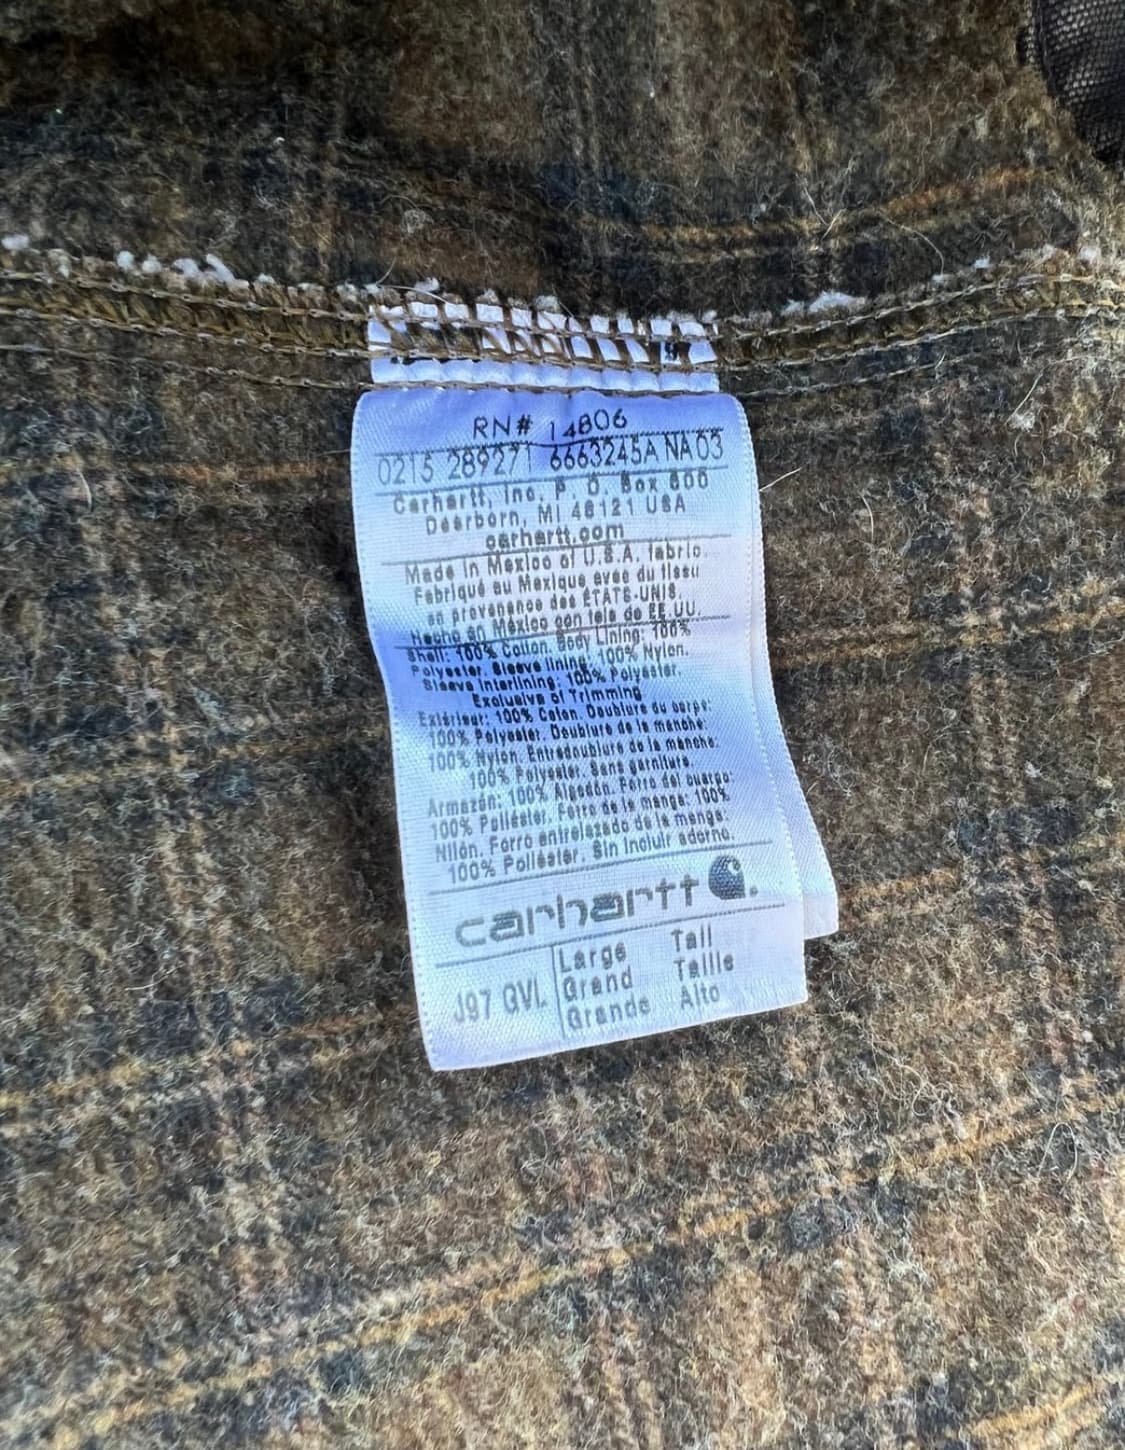 RN# 14806
0215 289271 6663245A NA03
Carhartt, Inc. P. O. Box 600
Dearborn, MI 48121 USA
carhartt.com
Made in Mexico of U.S.A. fabric.
Fabriqué au Mexique avec du tissu
en provenance des ÉTATS-UNIS.
Hecho en México con tela de EE.UU.
Shell: 100% Cotton. Body Lining: 100%
Polyester. Sleeve lining: 100% Nylon.
Sleeve Interlining: 100% Polyester.
Exclusive of Trimming
Extérieur: 100% Coton. Doublure du corps:
100% Polyester. Doublure de la manche:
100% Nylon. Entredoublure de la manche:
100% Polyester. Sans garniture.
Armazón: 100% Algodón. Forro del cuerpo:
100% Poliéster. Forro de la manga: 100%
Nilón. Forro entrelazado de la manga:
100% Poliéster. Sin incluir adorno.
carhartt
J97 QVL Large Tall
Grand Taille
Grande Alto